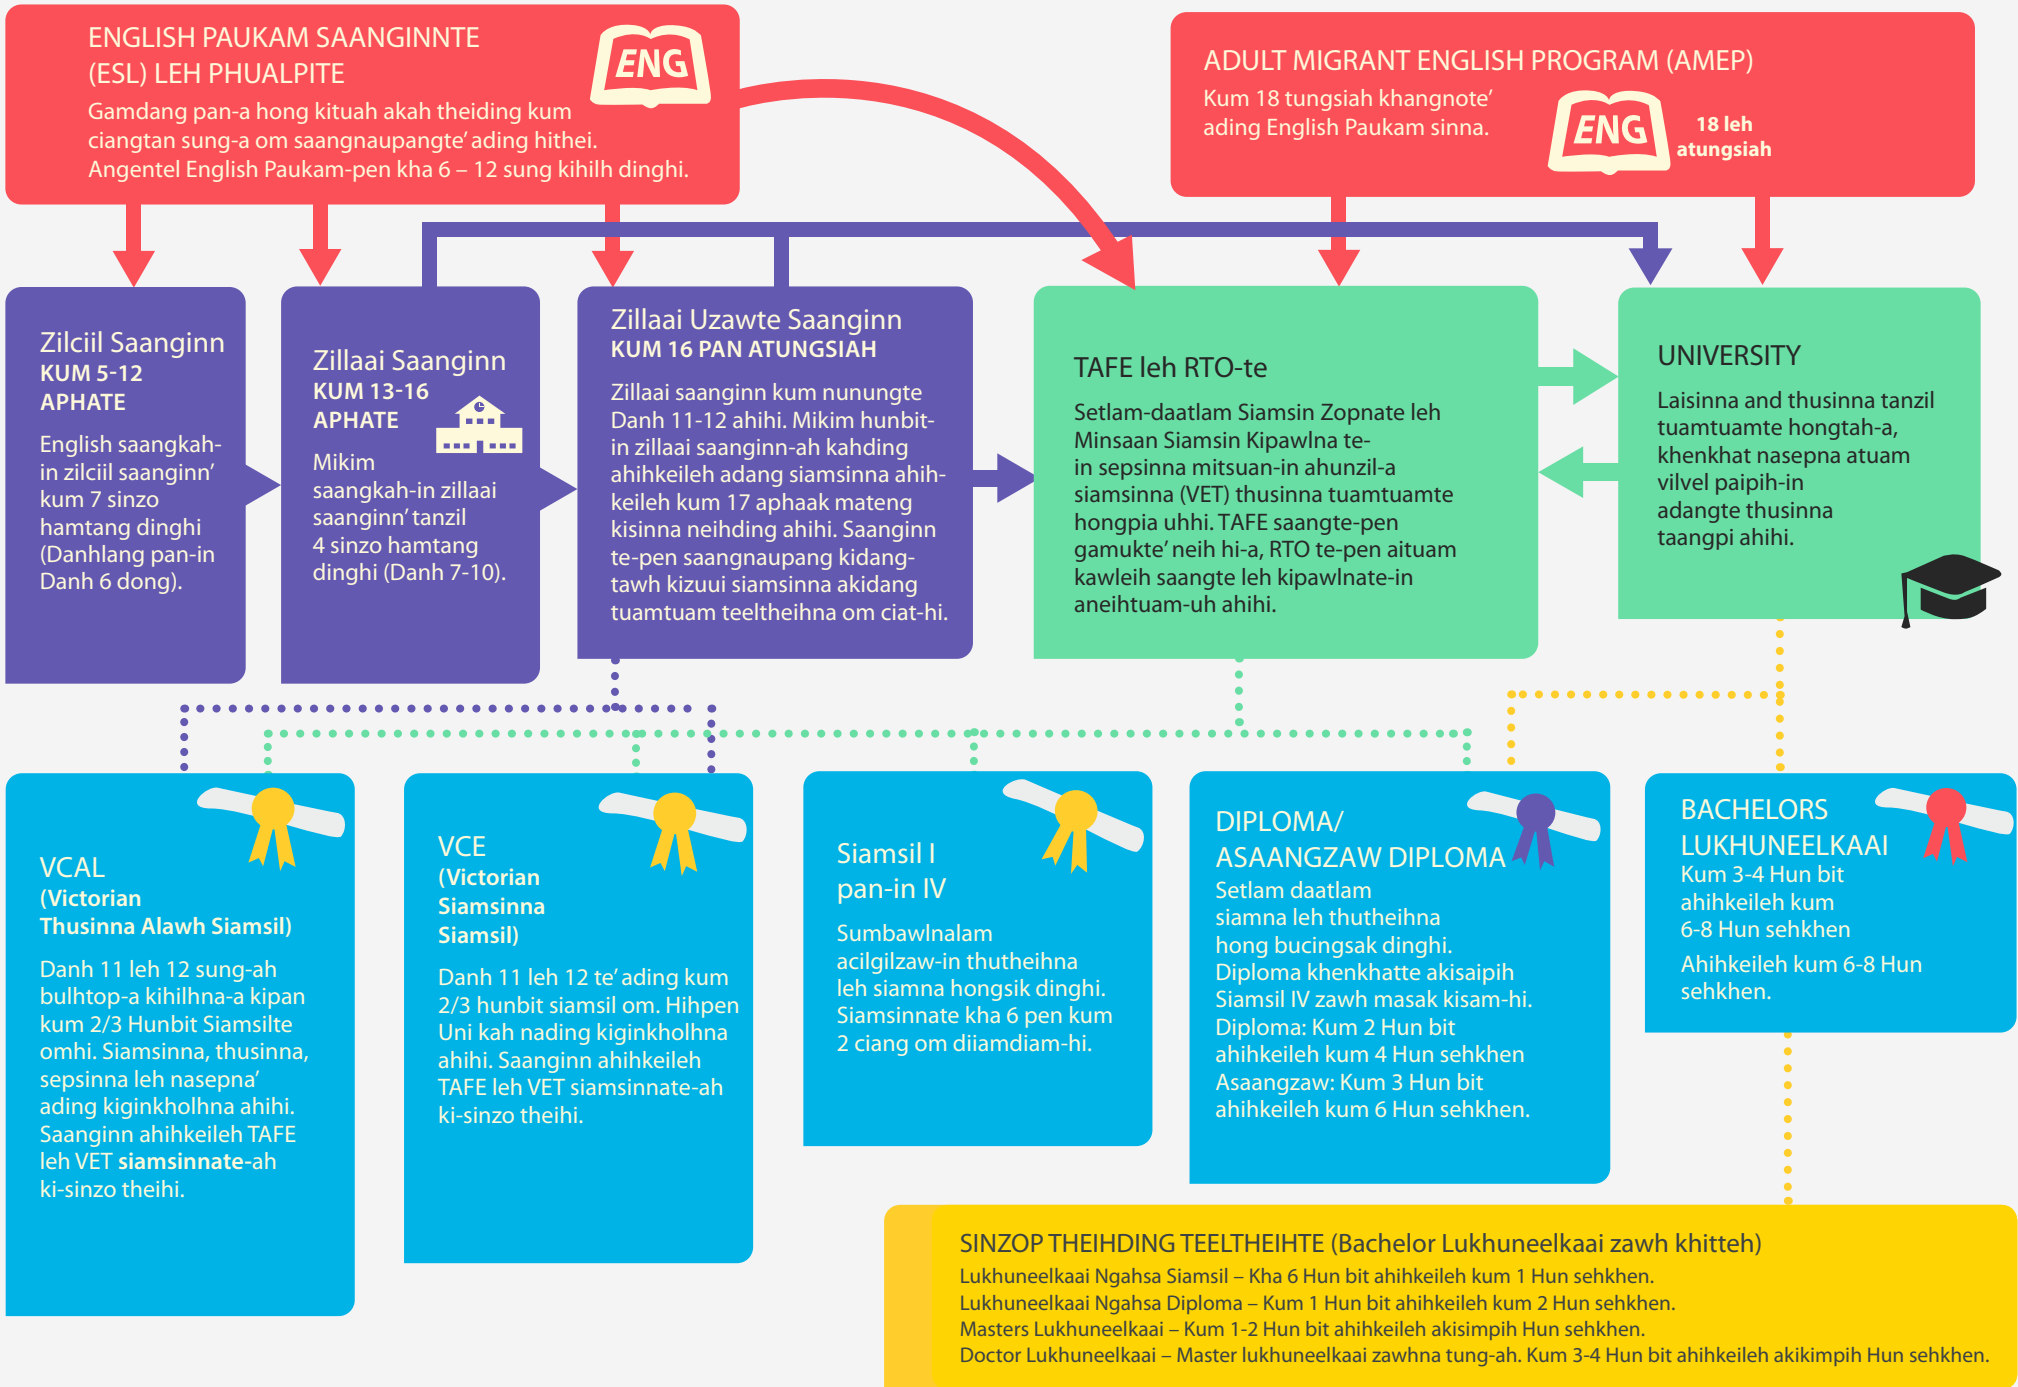 ENGLISH PAUKAM SAANGINNTE
(ESL) LEH PHUALPITE
Gamdang pan-a hong kituah akah theiding kum
ciangtan sung-a om saangnaupangte’ ading hithei.
Angentel English Paukam-pen kha 6 – 12 sung kihilh dinghi.
ENG
ADULT MIGRANT ENGLISH PROGRAM (AMEP)
Kum 18 tungsiah khangnote’
ading English Paukam sinna.
ENG
18 leh
atungsiah
Zilciil Saanginn
KUM 5-12
APHATE
English saangkah-
in zilciil saanginn’
kum 7 sinzo
hamtang dinghi
(Danhlang pan-in
Danh 6 dong).
Zillaai Saanginn
KUM 13-16
APHATE
Mikim
saangkah-in zillaai
saanginn’ tanzil
4 sinzo hamtang
dinghi (Danh 7-10).
Zillaai Uzawte Saanginn
KUM 16 PAN ATUNGSIAH
Zillaai saanginn kum nunungte
Danh 11-12 ahihi. Mikim hunbit-
in zillaai saanginn-ah kahding
ahihkeileh adang siamsinna ahih-
keileh kum 17 aphaak mateng
kisinna neihding ahihi. Saanginn
te-pen saangnaupang kidang-
tawh kizuui siamsinna akidang
tuamtuam teeltheihna om ciat-hi.
TAFE leh RTO-te
Setlam-daatlam Siamsin Zopnate leh
Minsaan Siamsin Kipawlna te-
in sepsinna mitsuan-in ahunzil-a
siamsinna (VET) thusinna tuamtuamte
hongpia uhhi. TAFE saangte-pen
gamukte’ neih hi-a, RTO te-pen aituam
kawleih saangte leh kipawlnate-in
aneihtuam-uh ahihi.
UNIVERSITY
Laisinna and thusinna tanzil
tuamtuamte hongtah-a,
khenkhat nasepna atuam
vilvel paipih-in
adangte thusinna
taangpi ahihi.
VCAL
(Victorian
Thusinna Alawh Siamsil)
Danh 11 leh 12 sung-ah
bulhtop-a kihilhna-a kipan
kum 2/3 Hunbit Siamsilte
omhi. Siamsinna, thusinna,
sepsinna leh nasepna’
ading kiginkholhna ahihi.
Saanginn ahihkeileh TAFE
leh VET siamsinnate-ah
ki-sinzo theihi.
VCE
(Victorian
Siamsinna
Siamsil)
Danh 11 leh 12 te’ ading kum
2/3 hunbit siamsil om. Hihpen
Uni kah nading kiginkholhna
ahihi. Saanginn ahihkeileh
TAFE leh VET siamsinnate-ah
ki-sinzo theihi.
Siamsil I
pan-in IV
Sumbawlnalam
acilgilzaw-in thutheihna
leh siamna hongsik dinghi.
Siamsinnate kha 6 pen kum
2 ciang om diiamdiam-hi.
DIPLOMA/
ASAANGZAW DIPLOMA
Setlam daatlam
siamna leh thutheihna
hong bucingsak dinghi.
Diploma khenkhatte akisaipih
Siamsil IV zawh masak kisam-hi.
Diploma: Kum 2 Hun bit
ahihkeileh kum 4 Hun sehkhen
Asaangzaw: Kum 3 Hun bit
ahihkeileh kum 6 Hun sehkhen.
BACHELORS
LUKHUNEELKAAI
Kum 3-4 Hun bit
ahihkeileh kum
6-8 Hun sehkhen
Ahihkeileh kum 6-8 Hun
sehkhen.
SINZOP THEIHDING TEELTHEIHTE (Bachelor Lukhuneelkaai zawh khitteh)
Lukhuneelkaai Ngahsa Siamsil – Kha 6 Hun bit ahihkeileh kum 1 Hun sehkhen.
Lukhuneelkaai Ngahsa Diploma – Kum 1 Hun bit ahihkeileh kum 2 Hun sehkhen.
Masters Lukhuneelkaai – Kum 1-2 Hun bit ahihkeileh akisimpih Hun sehkhen.
Doctor Lukhuneelkaai – Master lukhuneelkaai zawhna tung-ah. Kum 3-4 Hun bit ahihkeileh akikimpih Hun sehkhen.